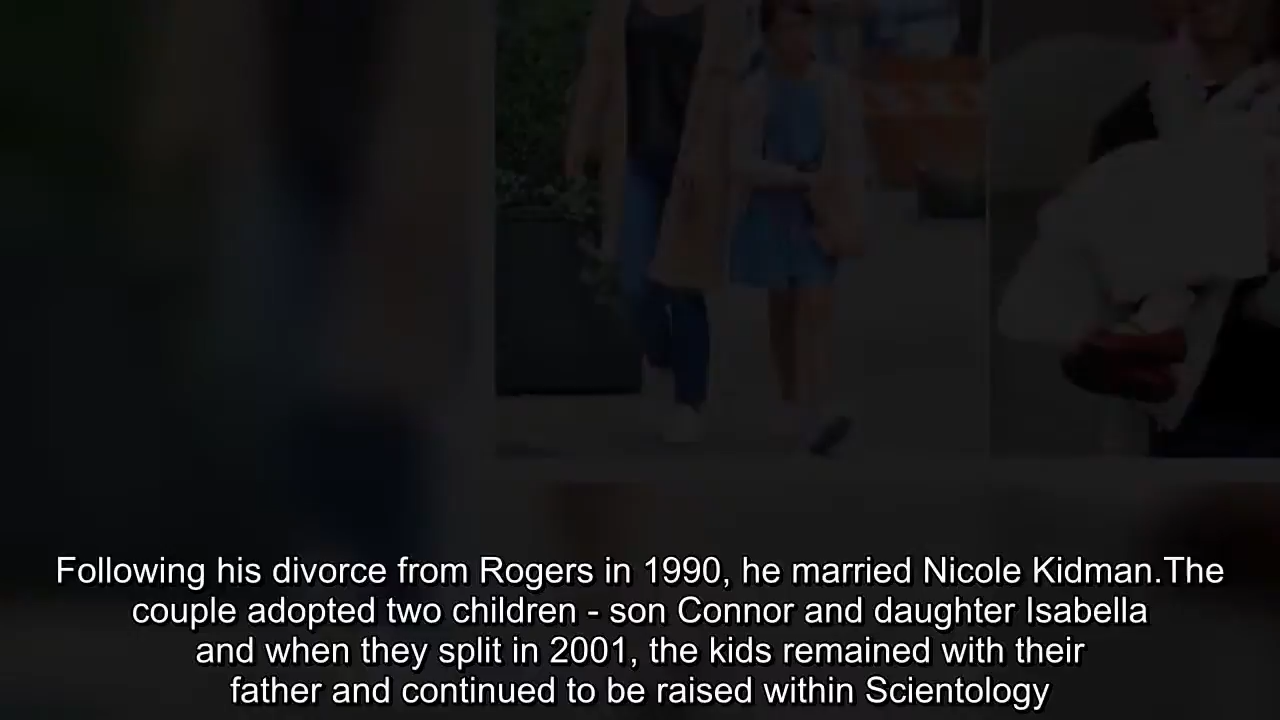 Following his divorce from Rogers in 1990, he married Nicole Kidman.The
couple adopted two children - son Connor and daughter Isabella
and when they split in 2001, the kids remained with their
father and continued to be raised within Scientology